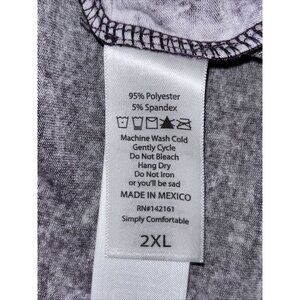 95% Polyester
5% Spandex
Machine Wash Cold
Gently Cycle
Do Not Bleach
Hang Dry
Do Not Iron
or you'll be sad
MADE IN MEXICO
RN#142161
Simply Comfortable
2XL